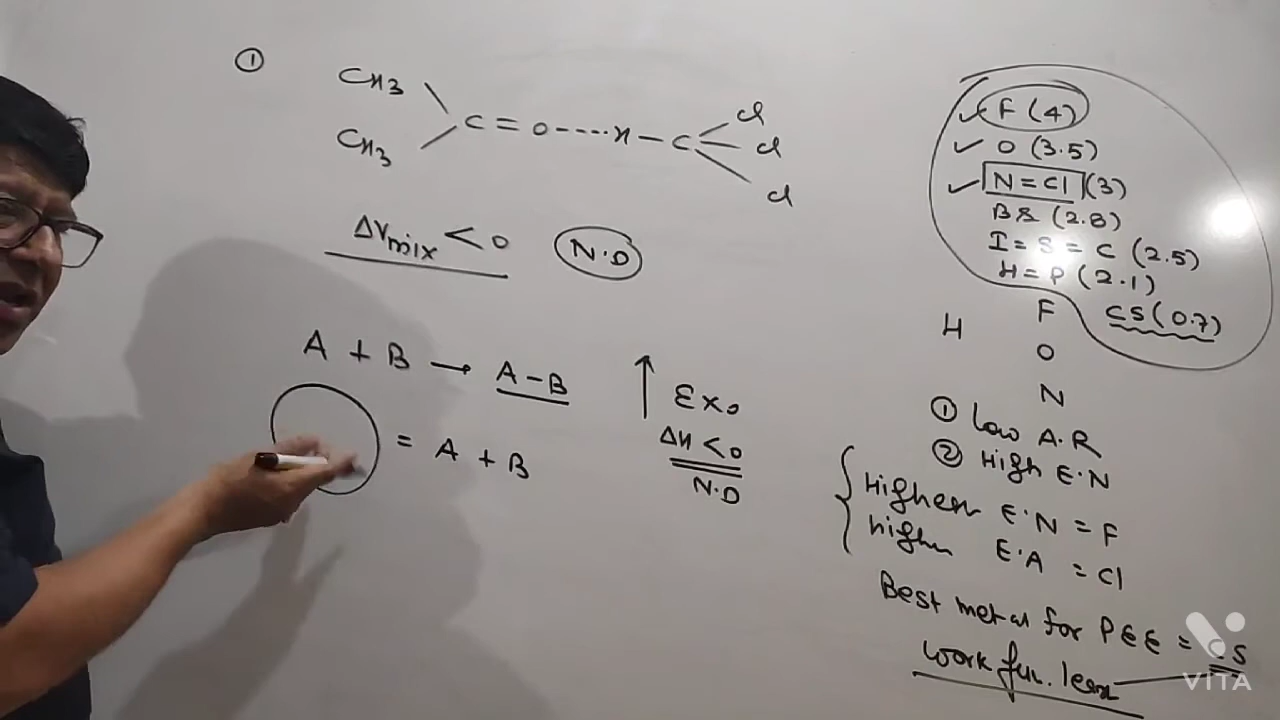 ①
CH3
CH3
C = O ---- H — C
Cl
Cl
Cl
ΔVmix < 0
N.D
A + B → A – B
= A + B
↑ Exo
ΔH < 0
N.D
✓ F (4)
✓ O (3.5)
✓ N = Cl (3)
Br (2.8)
I = S = C (2.5)
H = P (2.1)
CS (0.7)
H
F
O
N
① Low A.R
② High E.N
Highest E.N = F
Higher E.A = Cl
Best metal for PEE = CS
work fun. less
VITA